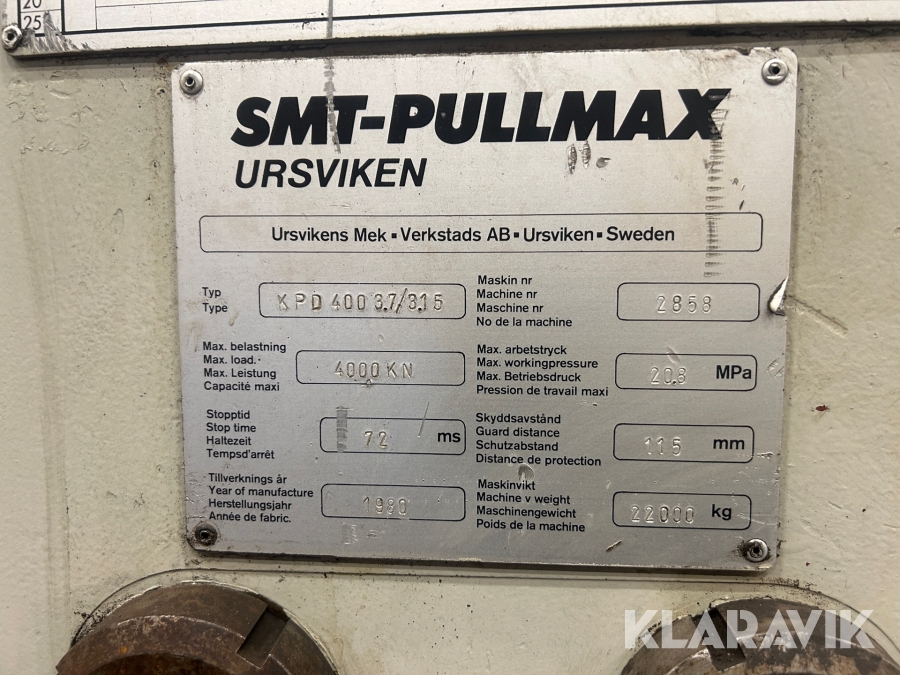 20
25
SMT-PULLMAX
URSVIKEN
Ursvikens Mek▪Verkstads AB▪Ursviken▪Sweden
Typ
Type
KPD 400 3.7/3.15
Max. belastning
Max. load.
Max. Leistung
Capacité maxi
4000KN
Stopptid
Stop time
Haltezeit
Tempsd'arrêt
72 ms
Tillverknings år
Year of manufacture
Herstellungsjahr
Année de fabric.
1980
Maskin nr
Machine nr
Maschine nr
No de la machine
2858
Max. arbetstryck
Max. workingpressure
Max. Betriebsdruck
Pression de travail maxi
20.8 MPa
Skyddsavstånd
Guard distance
Schutzabstand
Distance de protection
115 mm
Maskinvikt
Machine v weight
Maschinengewicht
Poids de la machine
22000 kg
KLARAVIK